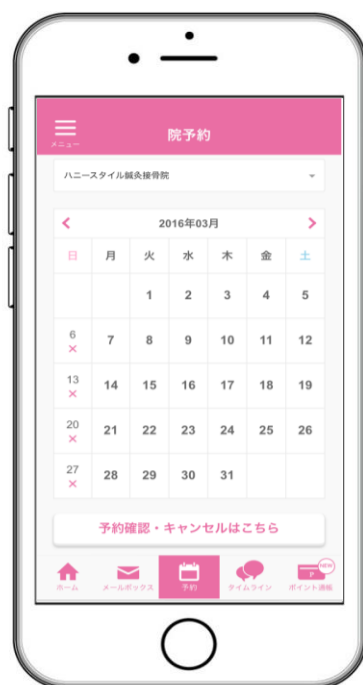 メニュー
院予約
ハニースタイル鍼灸接骨院
< 2016年03月 >
日 月 火 水 木 金 土
1 2 3 4 5
6 7 8 9 10 11 12
×
13 14 15 16 17 18 19
×
20 21 22 23 24 25 26
×
27 28 29 30 31
×
予約確認・キャンセルはこちら
NEW
P
ホーム メールボックス 予約 タイムライン ポイント通帳